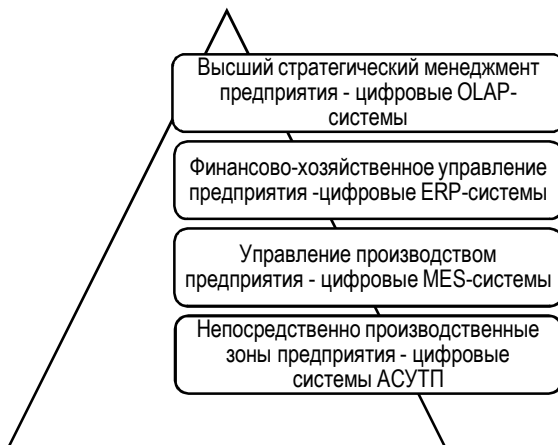 Высший стратегический менеджмент
предприятия - цифровые OLAP-
системы
Финансово-хозяйственное управление
предприятия -цифровые ERP-системы
Управление производством
предприятия - цифровые MES-системы
Непосредственно производственные
зоны предприятия - цифровые
системы АСУТП